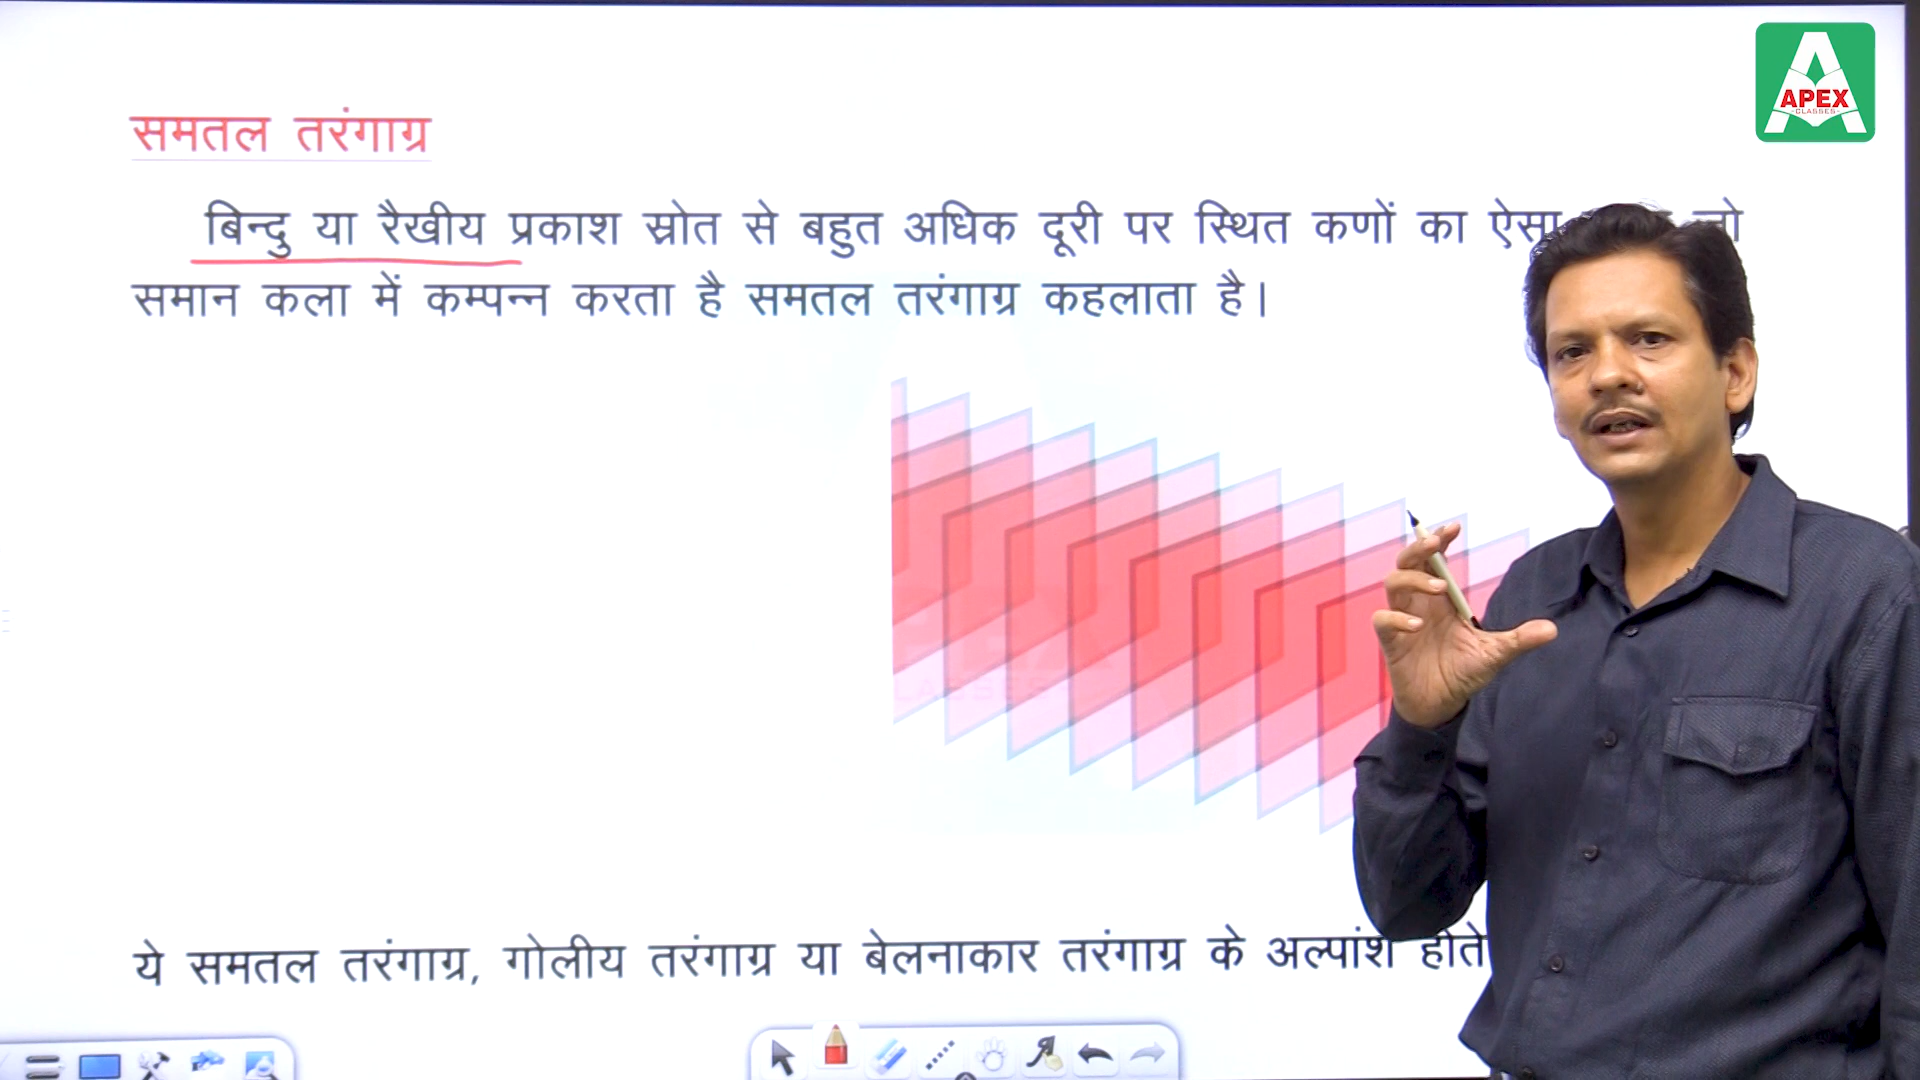 APEX
CLASSES
समतल तरंगाग्र
बिन्दु या रैखीय प्रकाश स्रोत से बहुत अधिक दूरी पर स्थित कणों का ऐसा जो
समान कला में कम्पन्न करता है समतल तरंगाग्र कहलाता है।
ये समतल तरंगाग्र, गोलीय तरंगाग्र या बेलनाकार तरंगाग्र के अल्पांश होते